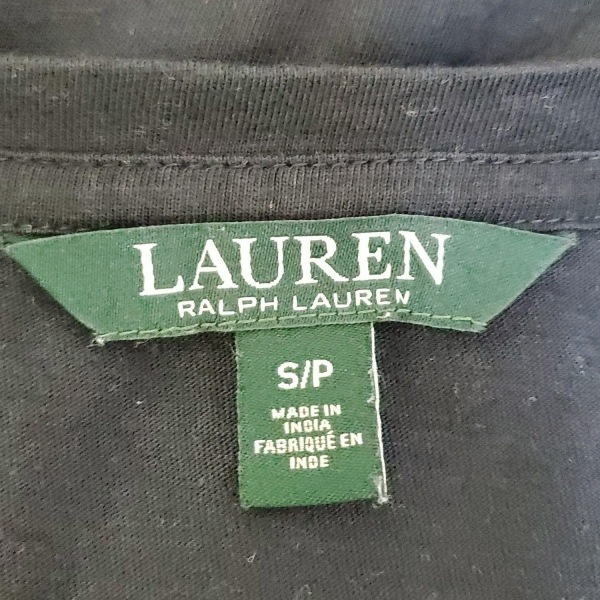 LAUREN
RALPH LAUREN
S/P
MADE IN
INDIA
FABRIQUÉ EN
INDE